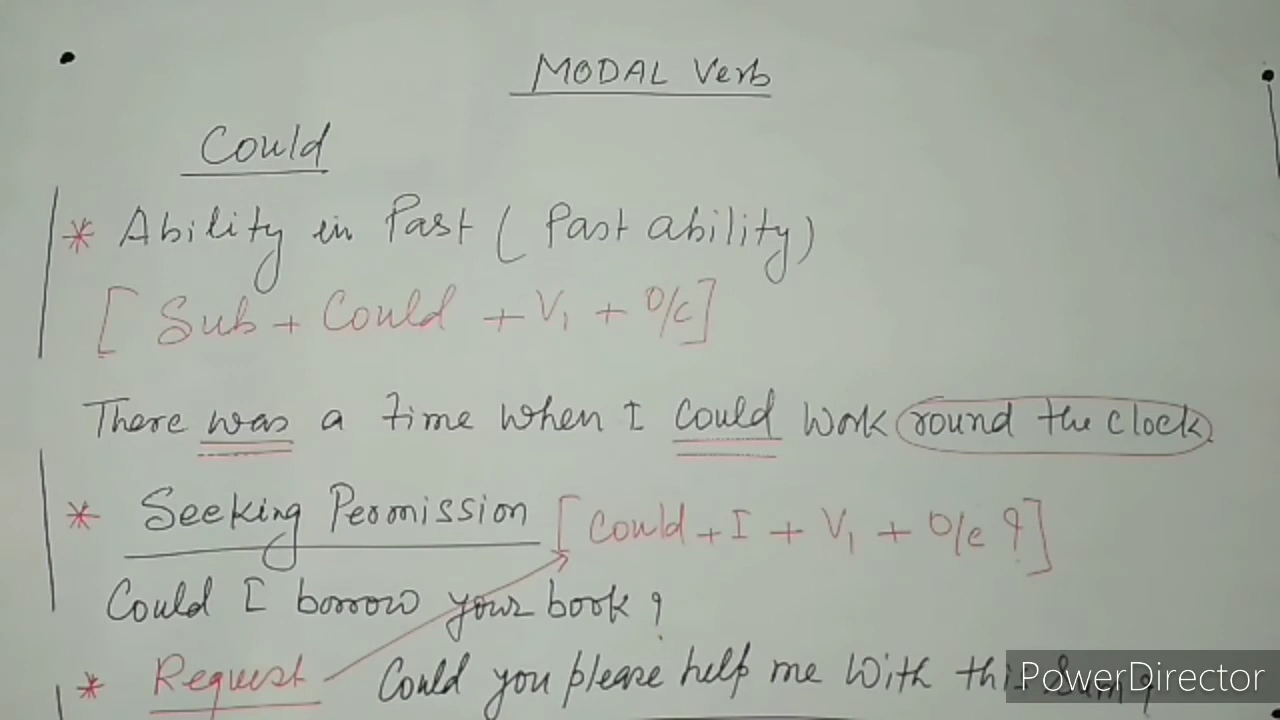 MODAL Verb
Could
* Ability in Past ( Past ability)
[ Sub + Could + V1 + O/c ]
There was a time when I could work round the clock.
* Seeking Permission [ Could + I + V1 + O/c ? ]
Could I borrow your book ?
* Request Could you please help me with this sum ?
PowerDirector